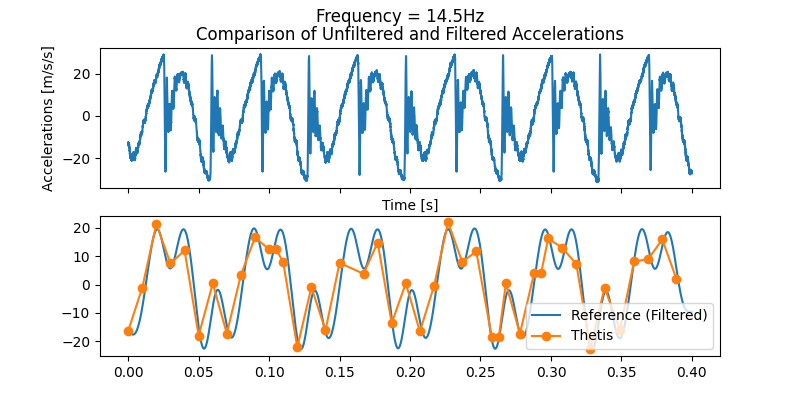 Frequency = 14.5Hz
Comparison of Unfiltered and Filtered Accelerations
Accelerations [m/s/s]
20
0
−20
Time [s]
20
10
0
−10
−20
Reference (Filtered)
Thetis
0.00 0.05 0.10 0.15 0.20 0.25 0.30 0.35 0.40